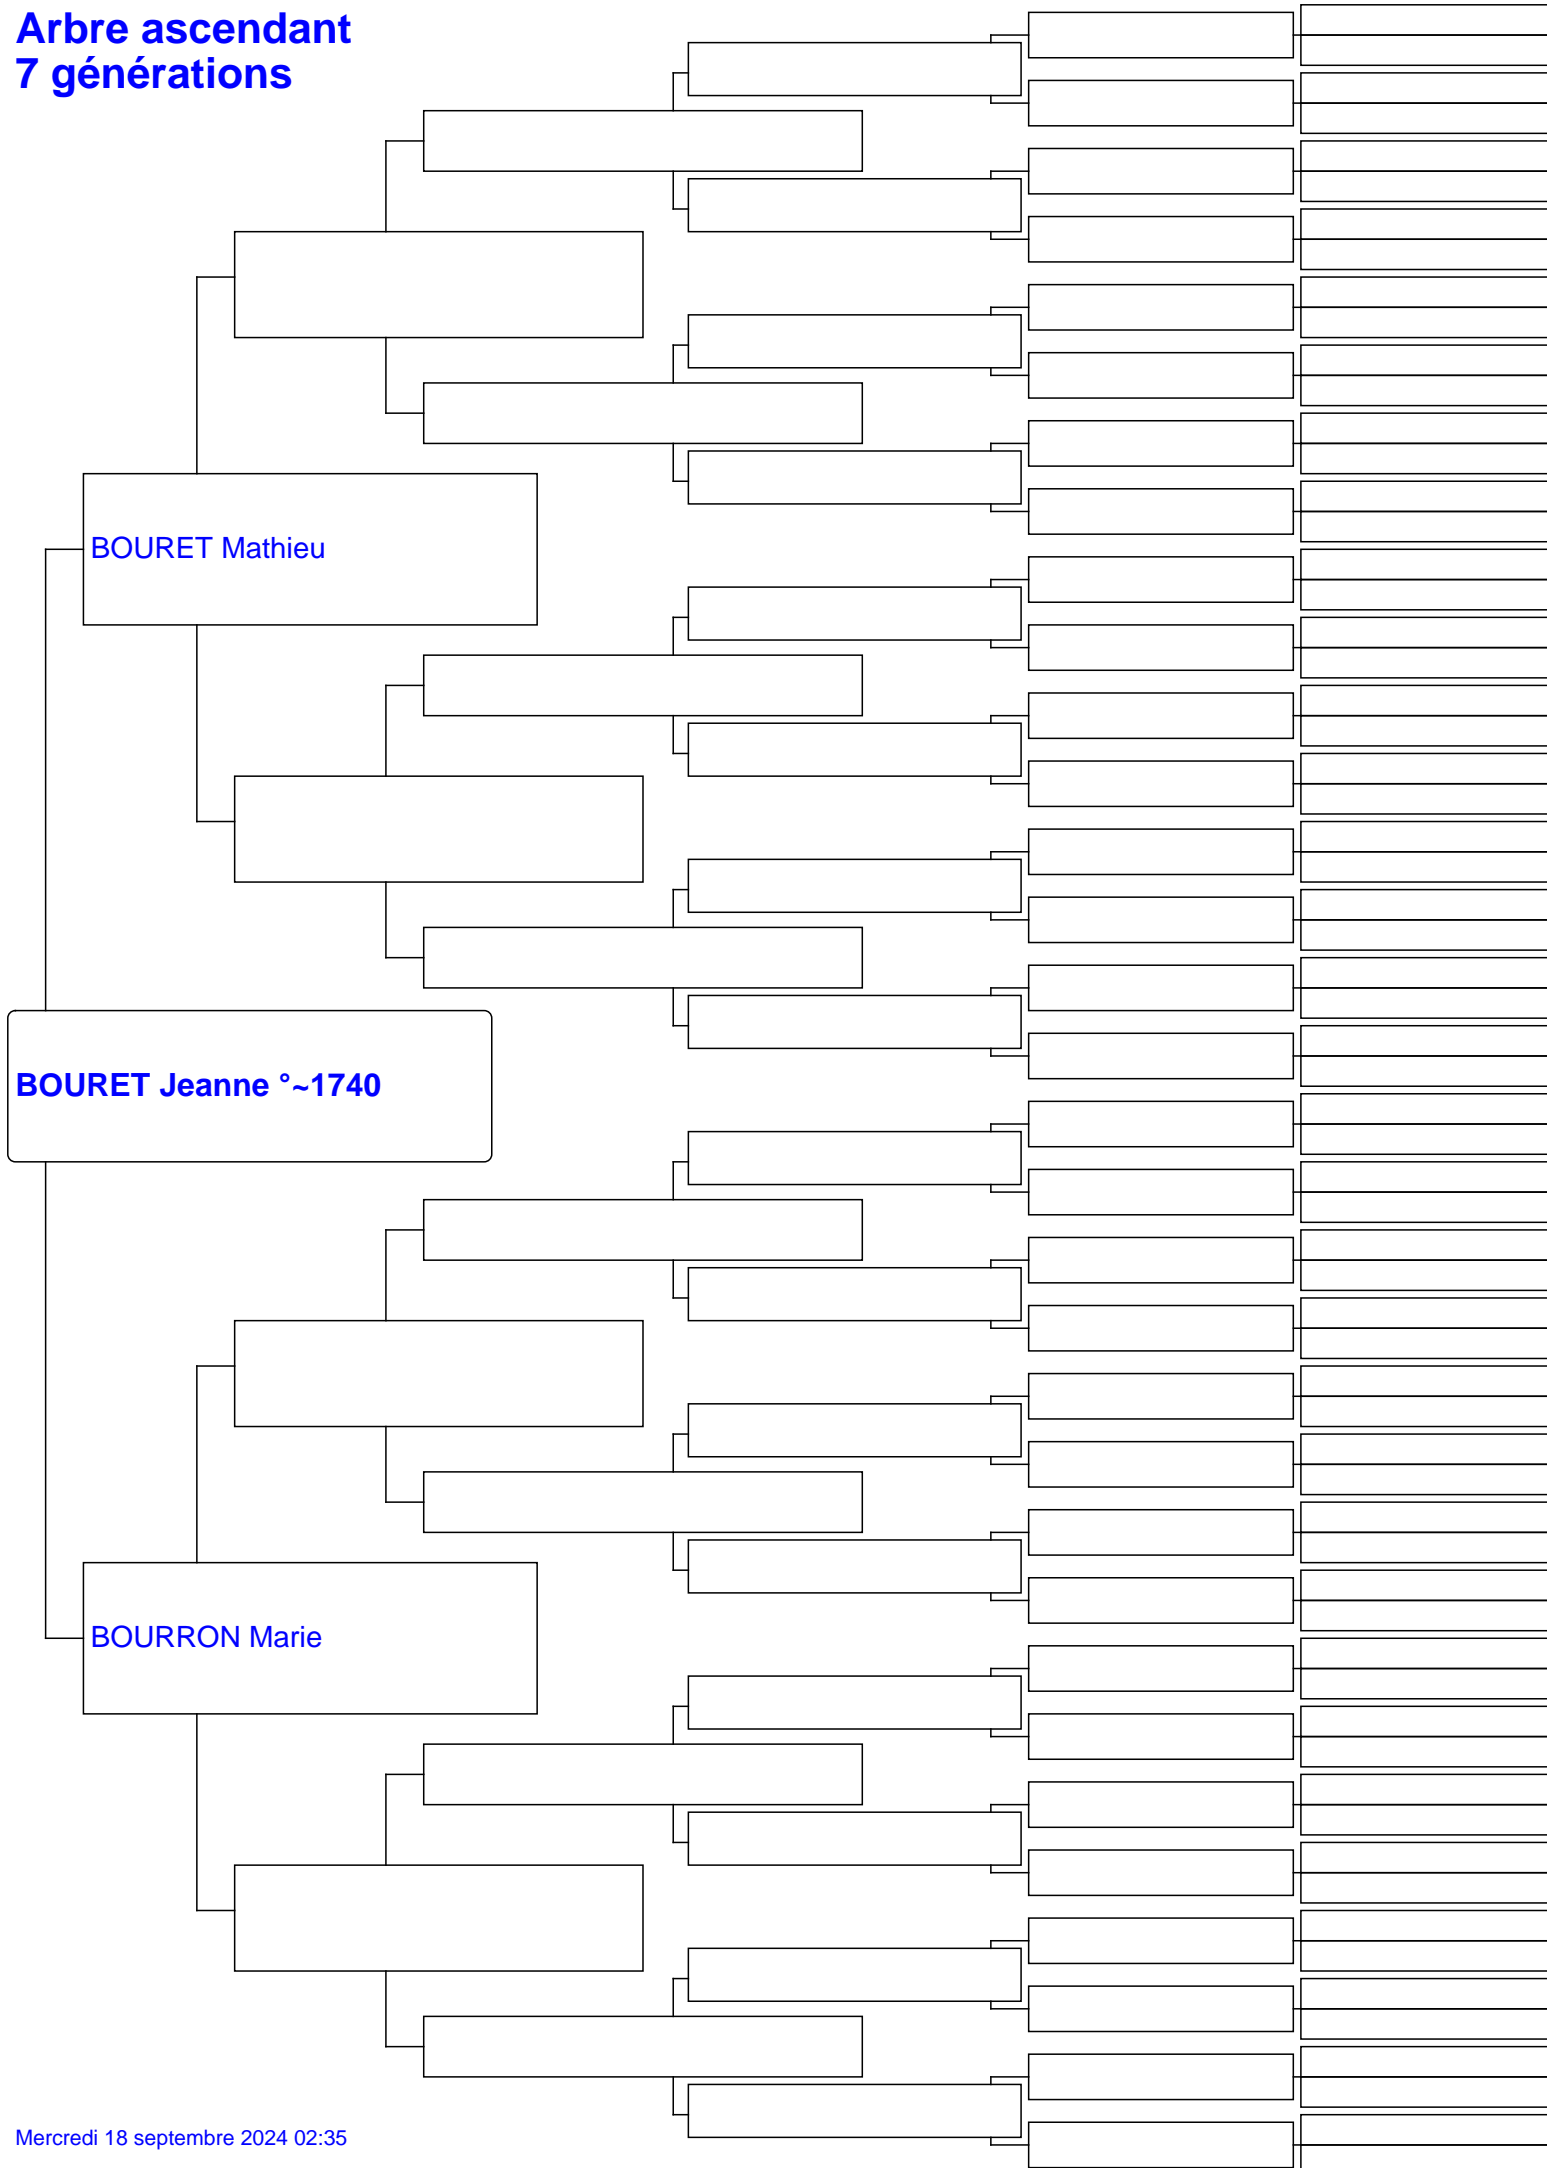 Arbre ascendant
7 générations
BOURET Mathieu
BOURET Jeanne °~1740
BOURRON Marie
Mercredi 18 septembre 2024 02:35